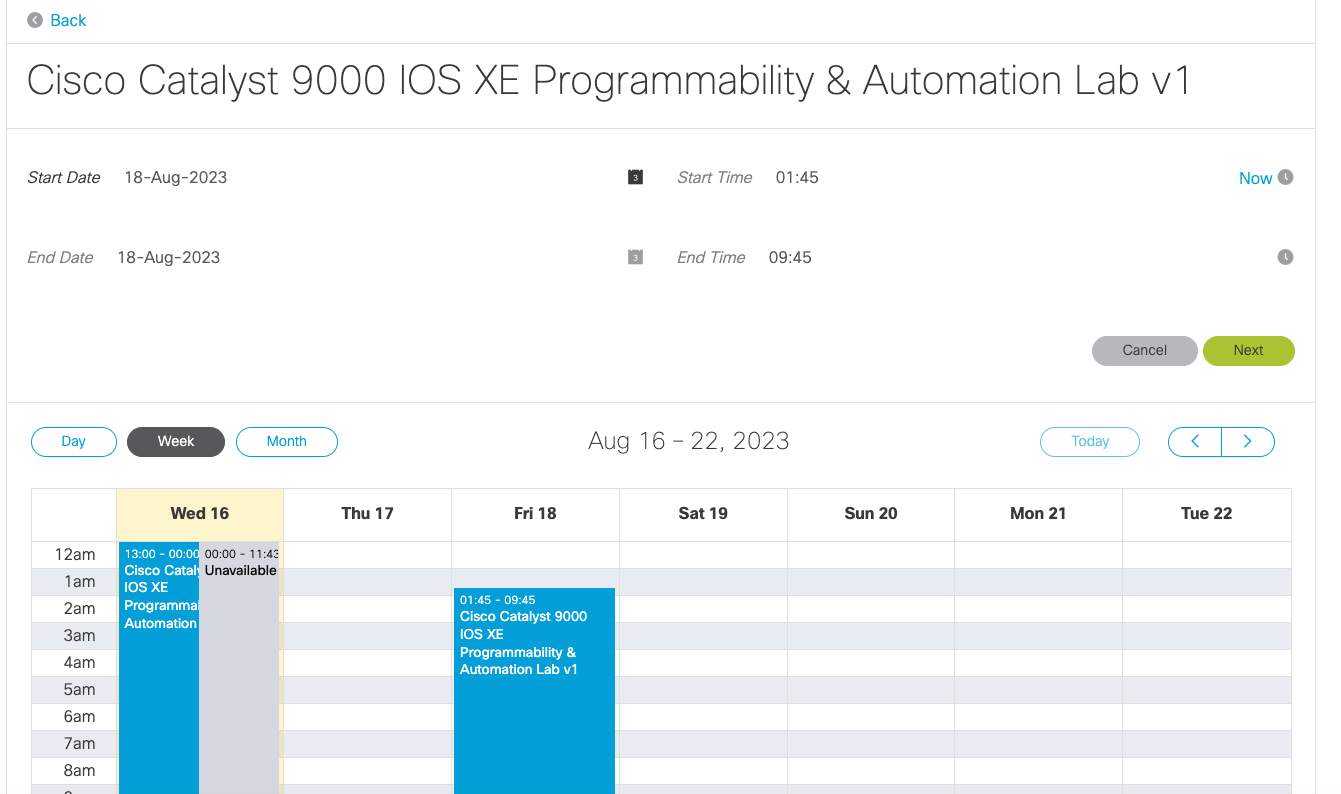 Back
Cisco Catalyst 9000 IOS XE Programmability & Automation Lab v1
Start Date 18-Aug-2023 3 Start Time 01:45 Now
End Date 18-Aug-2023 3 End Time 09:45
Cancel Next
Day Week Month Aug 16 – 22, 2023 Today
Wed 16 Thu 17 Fri 18 Sat 19 Sun 20 Mon 21 Tue 22
12am
1am
2am
3am
4am
5am
6am
7am
8am
13:00 - 00:00
Cisco Cataly
IOS XE
Programma
Automation
00:00 - 11:43
Unavailable
01:45 - 09:45
Cisco Catalyst 9000
IOS XE
Programmability &
Automation Lab v1